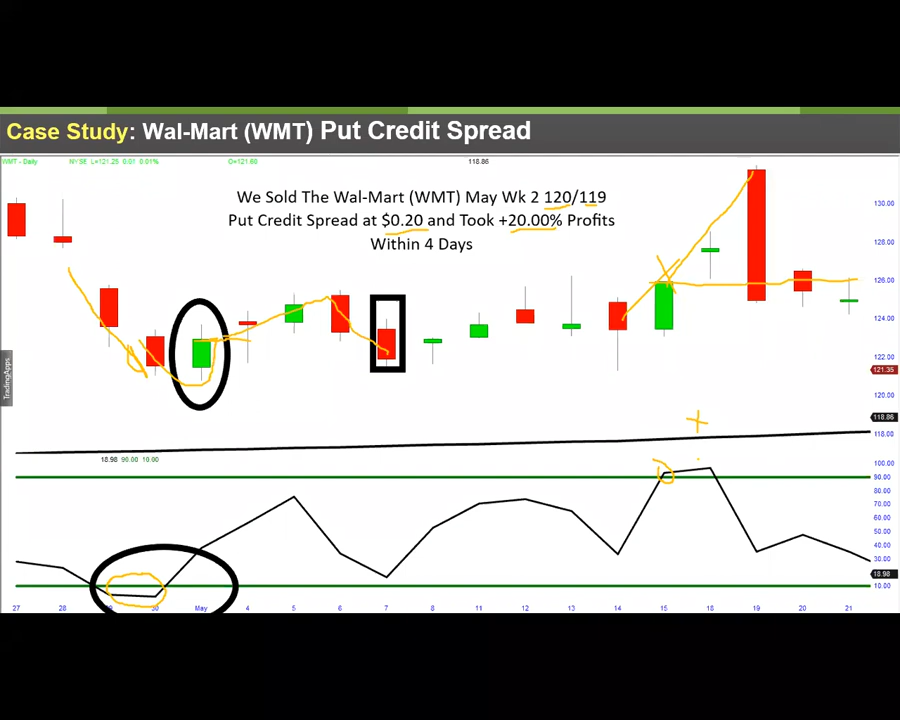 Case Study: Wal-Mart (WMT) Put Credit Spread
WMT - Daily NYSE L=121.25 0.01 0.01% O=121.60 118.86
We Sold The Wal-Mart (WMT) May Wk 2 120/119
Put Credit Spread at $0.20 and Took +20.00% Profits
Within 4 Days
130.00
128.00
126.00
124.00
122.00
121.35
120.00
118.86
118.00
TradingApps
18.98 90.00 10.00
100.00
90.00
80.00
70.00
60.00
50.00
40.00
30.00
18.98
10.00
27 28 30 May 4 5 6 7 8 11 12 13 14 15 18 19 20 21